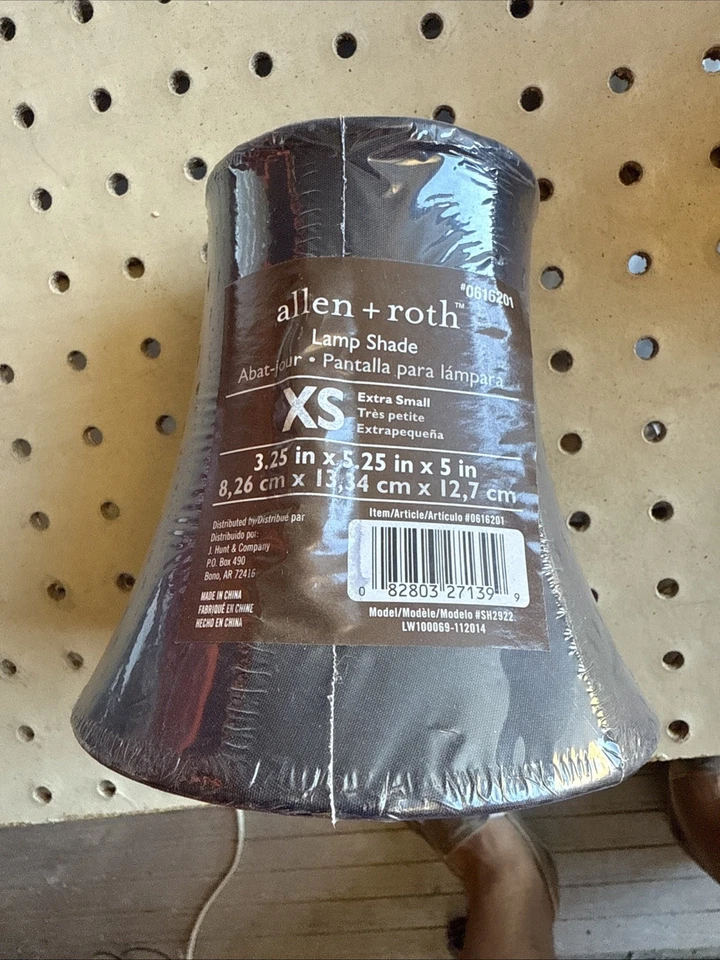 #0616201
allen + roth™
Lamp Shade
Abat-jour • Pantalla para lámpara
XS
Extra Small
Très petite
Extrapequeña
3.25 in x 5.25 in x 5 in
8,26 cm x 13,34 cm x 12,7 cm
Distributed by/Distribué par
Distribuido por:
J. Hunt & Company
P.O. Box 490
Bono, AR 72416
MADE IN CHINA
FABRIQUÉ EN CHINE
HECHO EN CHINA
Item/Article/Artículo #0616201
0 82803 27139 9
Model/Modèle/Modelo #SH2922
LW100069-112014